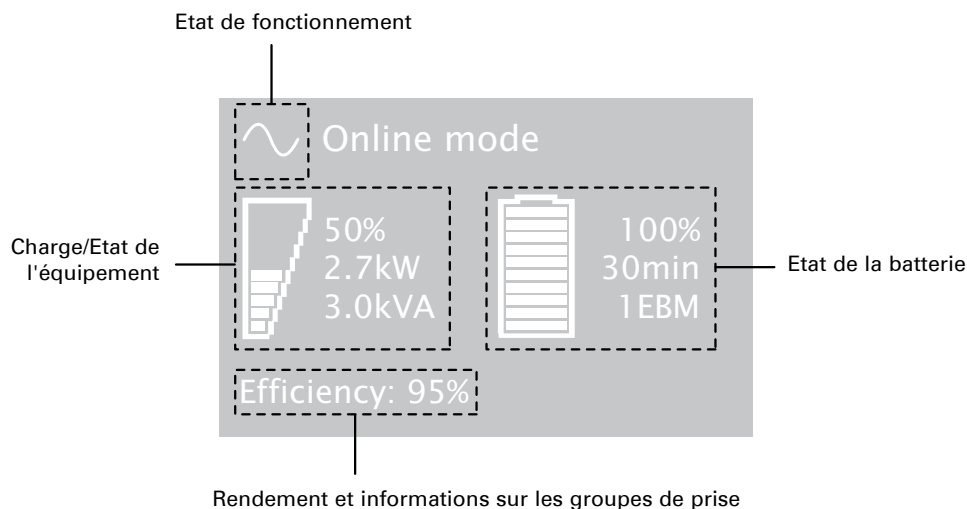 Etat de fonctionnement
Online mode
Charge/Etat de
l'équipement
50%
2.7kW
3.0kVA
100%
30min
1EBM
Etat de la batterie
Efficiency: 95%
Rendement et informations sur les groupes de prise